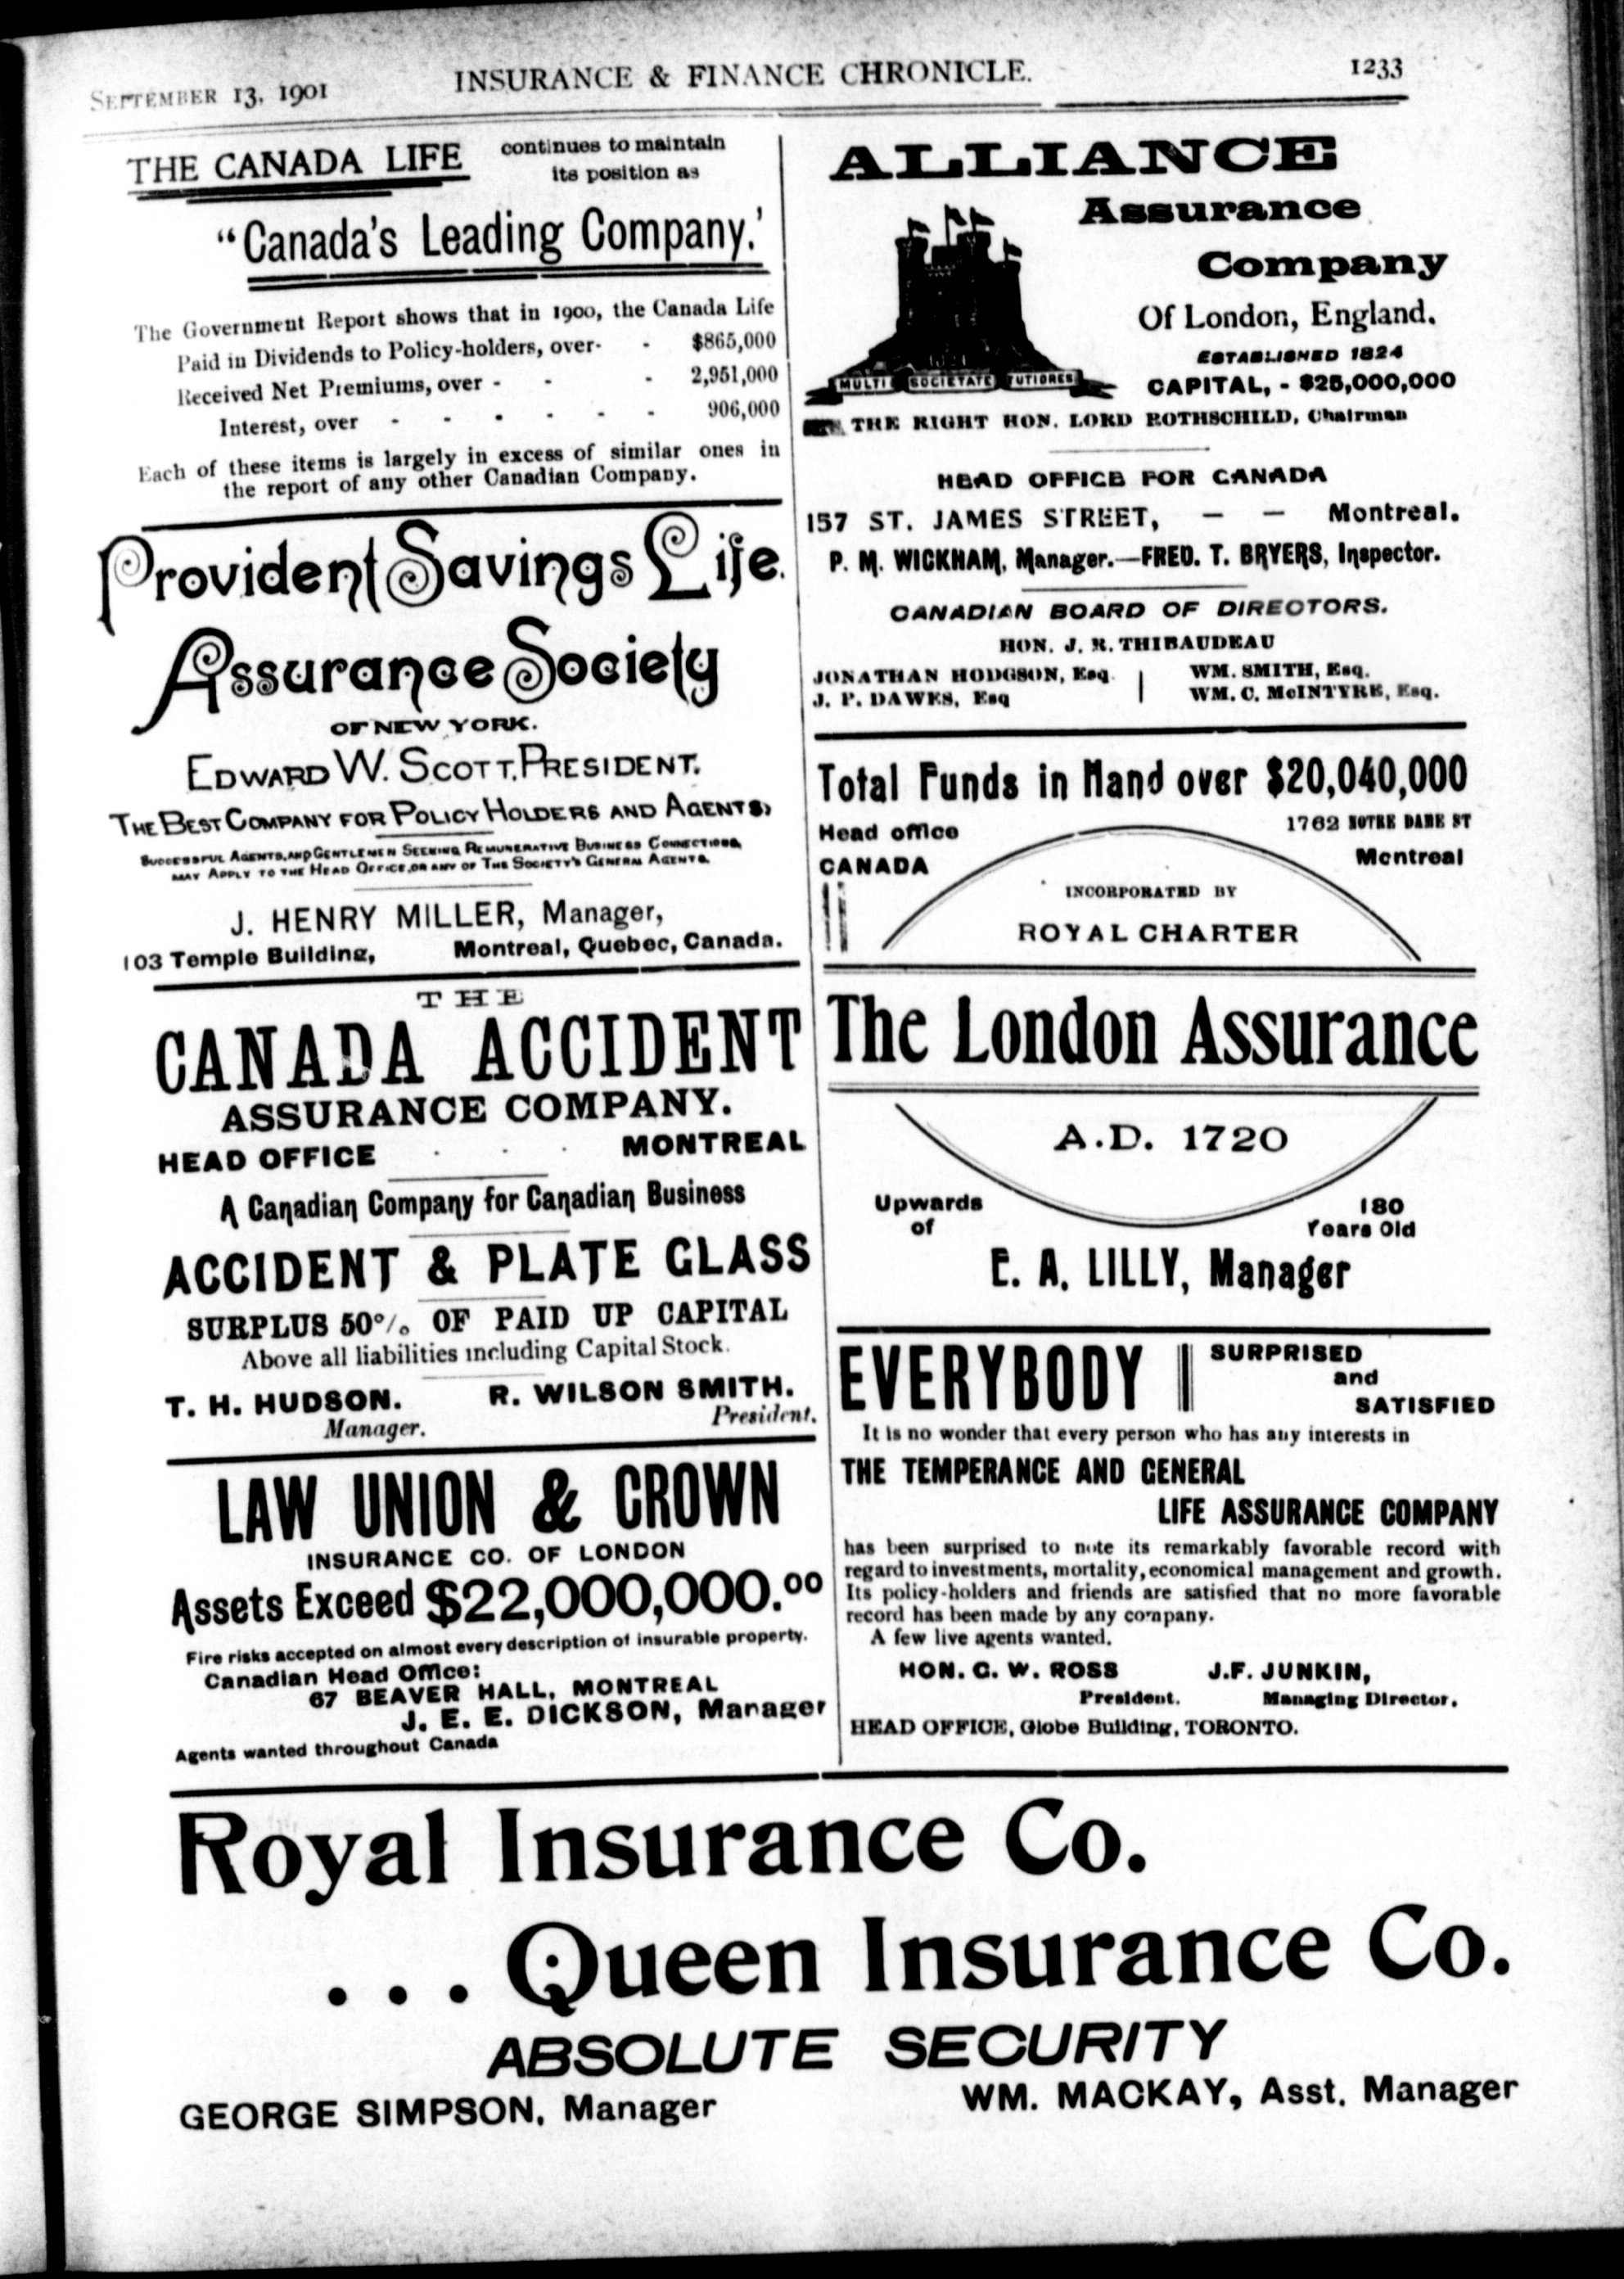 SEPTEMBER 13, 1901 INSURANCE & FINANCE CHRONICLE. 1233
THE CANADA LIFE continues to maintain
its position as
"Canada's Leading Company.'
The Government Report shows that in 1900, the Canada Life
Paid in Dividends to Policy-holders, over - - $865,000
Received Net Premiums, over - - - 2,951,000
Interest, over - - - - - - 906,000
Each of these items is largely in excess of similar ones in
the report of any other Canadian Company.
Provident Savings Life
Assurance Society
OF NEW YORK.
EDWARD W. SCOTT, PRESIDENT.
THE BEST COMPANY FOR POLICY HOLDERS AND AGENTS,
SUCCESSFUL AGENTS, AND GENTLEMEN SEEKING REMUNERATIVE BUSINESS CONNECTIONS,
MAY APPLY TO THE HEAD OFFICE, OR ANY OF THE SOCIETY'S GENERAL AGENTS.
J. HENRY MILLER, Manager,
103 Temple Building, Montreal, Quebec, Canada.
THE
CANADA ACCIDENT
ASSURANCE COMPANY.
HEAD OFFICE . . . MONTREAL
A Canadian Company for Canadian Business
ACCIDENT & PLATE GLASS
SURPLUS 50% OF PAID UP CAPITAL
Above all liabilities including Capital Stock.
T. H. HUDSON. R. WILSON SMITH.
Manager. President.
LAW UNION & CROWN
INSURANCE CO. OF LONDON
Assets Exceed $22,000,000.00
Fire risks accepted on almost every description of insurable property.
Canadian Head Office:
67 BEAVER HALL, MONTREAL
J. E. E. DICKSON, Manager
Agents wanted throughout Canada
ALLIANCE
Assurance
Company
Of London, England.
ESTABLISHED 1824
CAPITAL, - $25,000,000
MULTI SOCIETATE TUTIORES
THE RIGHT HON. LORD ROTHSCHILD, Chairman
HEAD OFFICE FOR CANADA
157 ST. JAMES STREET, — — Montreal.
P. M. WICKHAM, Manager.—FRED. T. BRYERS, Inspector.
CANADIAN BOARD OF DIRECTORS.
HON. J. R. THIBAUDEAU
JONATHAN HODGSON, Esq. WM. SMITH, Esq.
J. P. DAWES, Esq WM. C. McINTYRE, Esq.
Total Funds in Hand over $20,040,000
Head office 1762 NOTRE DAME ST
CANADA Montreal
INCORPORATED BY
ROYAL CHARTER
The London Assurance
A.D. 1720
Upwards 180
of Years Old
E. A. LILLY, Manager
EVERYBODY SURPRISED
and
SATISFIED
It is no wonder that every person who has any interests in
THE TEMPERANCE AND GENERAL
LIFE ASSURANCE COMPANY
has been surprised to note its remarkably favorable record with
regard to investments, mortality, economical management and growth.
Its policy-holders and friends are satisfied that no more favorable
record has been made by any company.
A few live agents wanted.
HON. G. W. ROSS J.F. JUNKIN,
President. Managing Director.
HEAD OFFICE, Globe Building, TORONTO.
Royal Insurance Co.
. . . Queen Insurance Co.
ABSOLUTE SECURITY
GEORGE SIMPSON, Manager WM. MACKAY, Asst. Manager